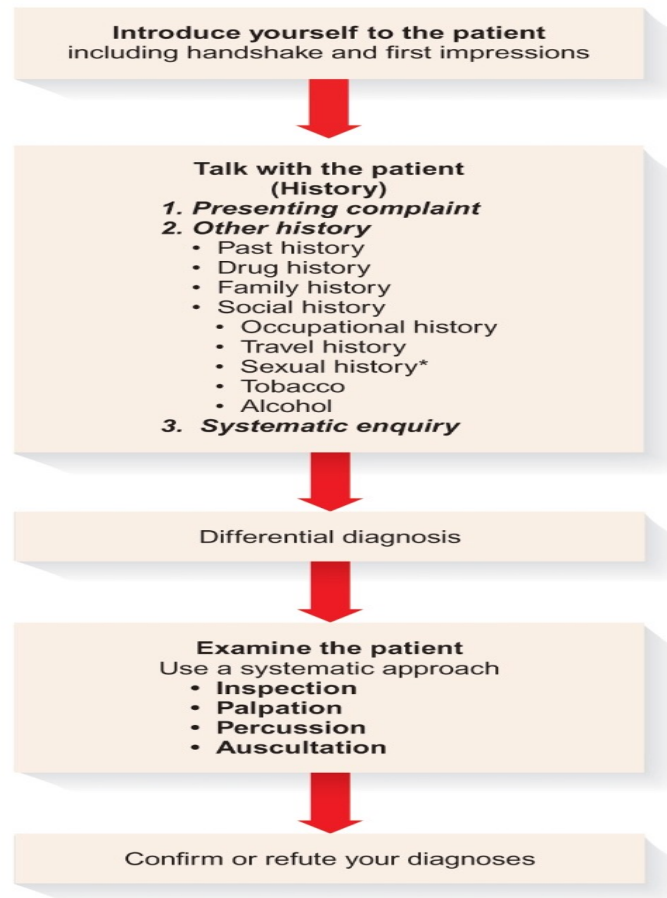 Introduce yourself to the patient
including handshake and first impressions
Talk with the patient
(History)
1. Presenting complaint
2. Other history
• Past history
• Drug history
• Family history
• Social history
• Occupational history
• Travel history
• Sexual history*
• Tobacco
• Alcohol
3. Systematic enquiry
Differential diagnosis
Examine the patient
Use a systematic approach
• Inspection
• Palpation
• Percussion
• Auscultation
Confirm or refute your diagnoses